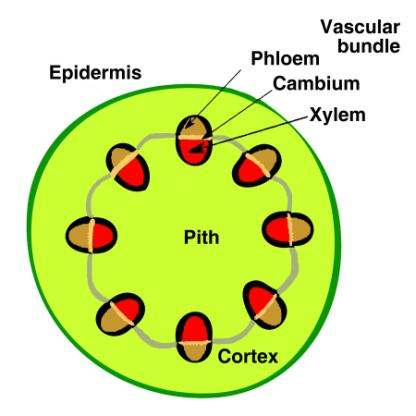 Vascular
bundle
Phloem
Epidermis
Cambium
Xylem
Pith
Cortex